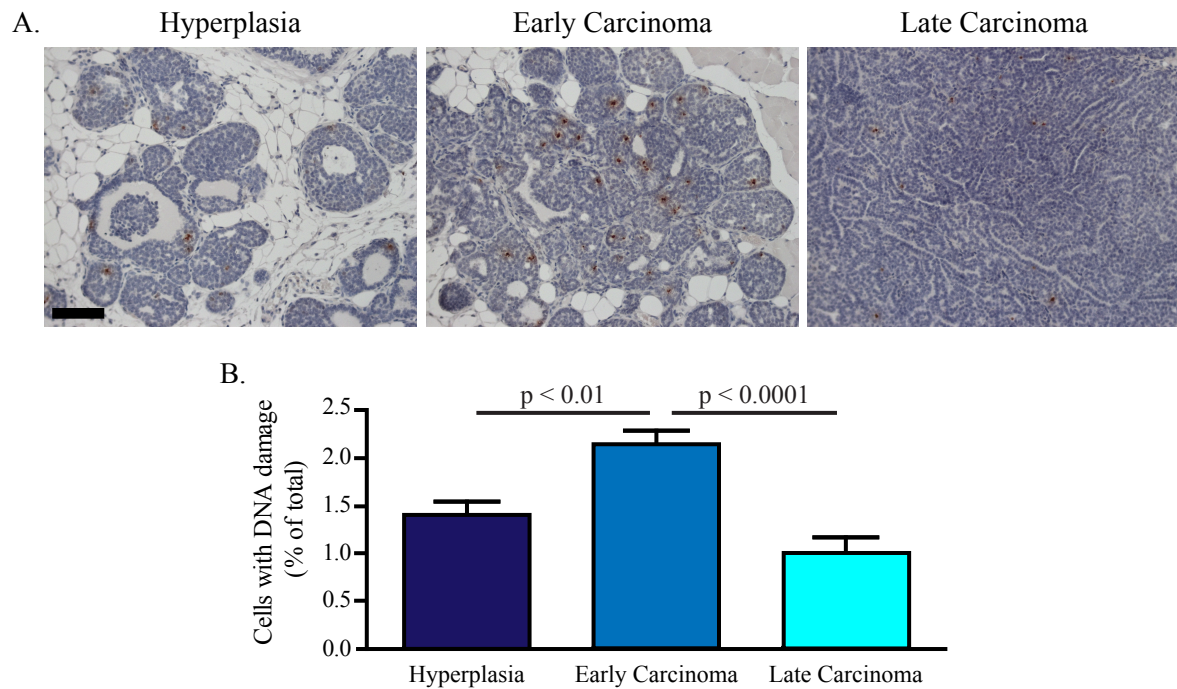 A.
Hyperplasia
Early Carcinoma
Late Carcinoma
B.
p < 0.01
p < 0.0001
Cells with DNA damage
(% of total)
2.5
2.0
1.5
1.0
0.5
0.0
Hyperplasia
Early Carcinoma
Late Carcinoma